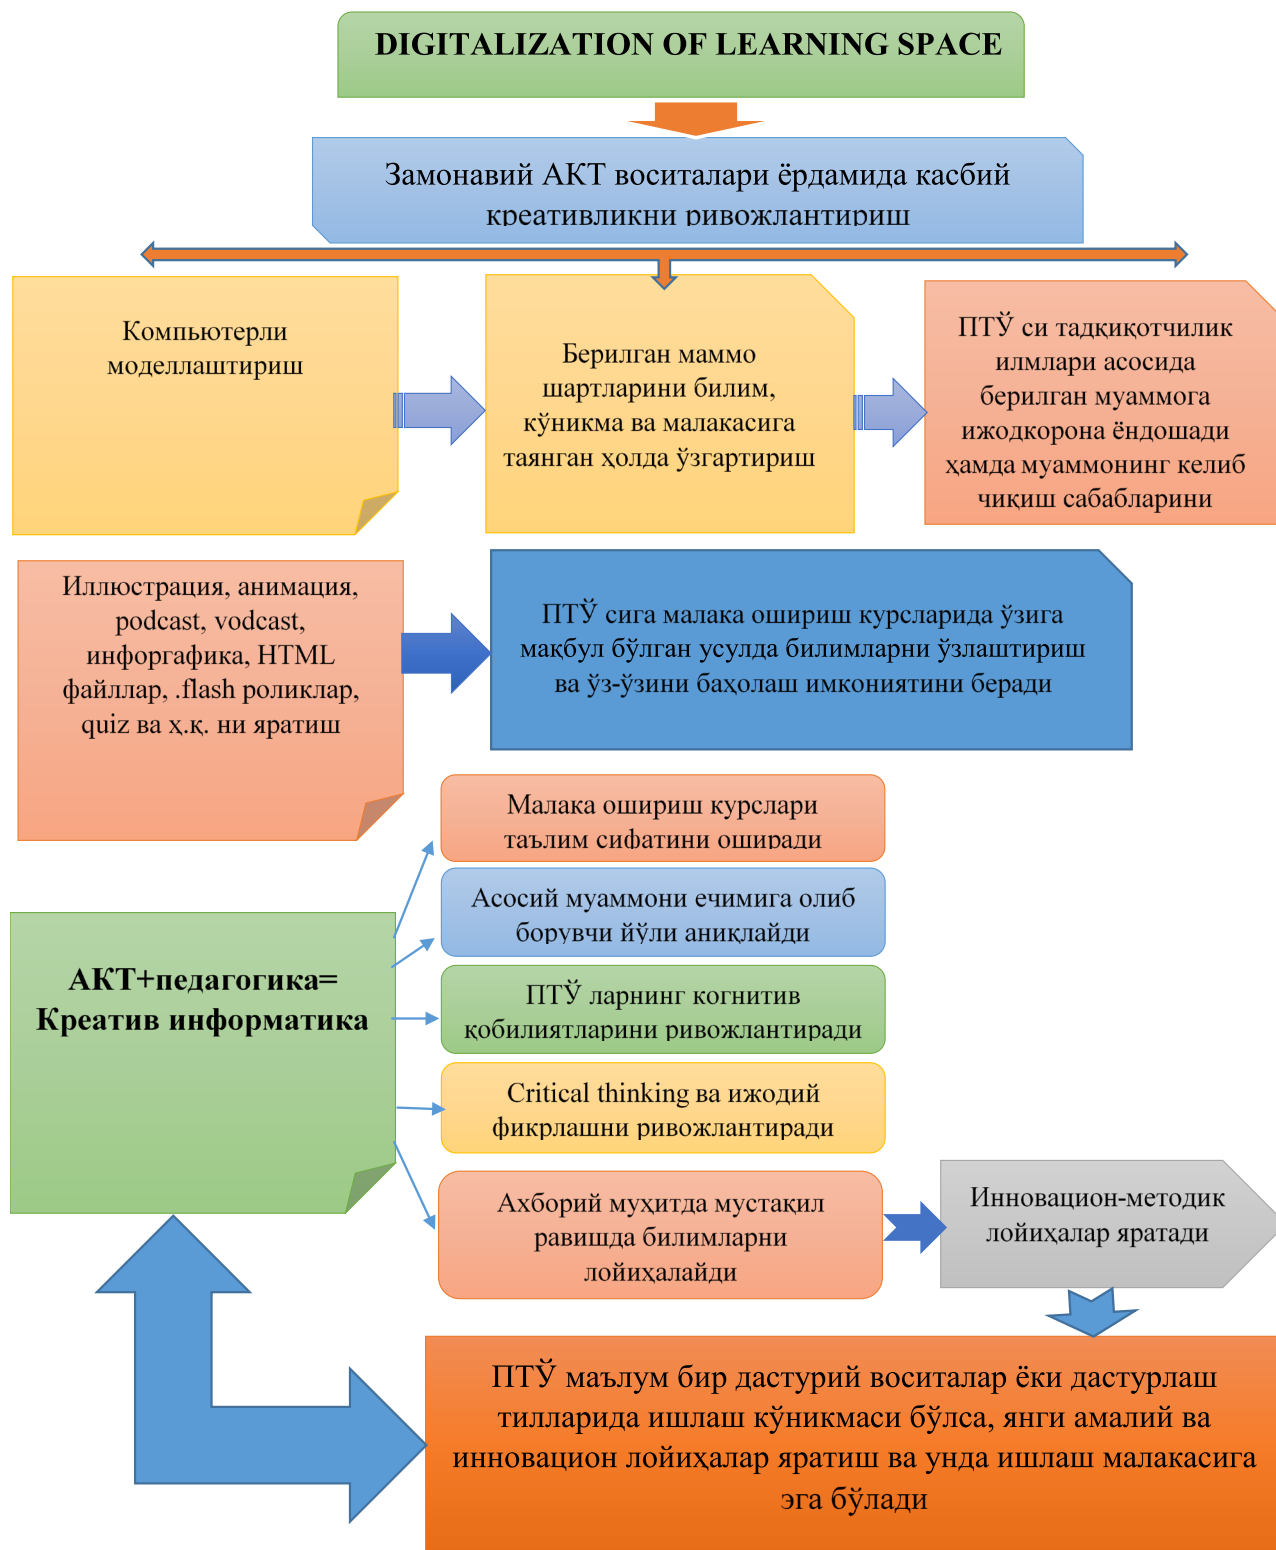 DIGITALIZATION OF LEARNING SPACE
Замонавий АКТ воситалари ёрдамида касбий
креативликни ривожлантириш
Компьютерли
моделлаштириш
Берилган маммо
шартларини билим,
кўникма ва малакасига
таянган ҳолда ўзгартириш
ПТЎ си тадқиқотчилик
илмлари асосида
берилган муаммога
ижодкорона ёндошади
ҳамда муаммонинг келиб
чиқиш сабабларини
Иллюстрация, анимация,
podcast, vodcast,
инфоргафика, HTML
файллар, .flash роликлар,
quiz ва ҳ.қ. ни яратиш
ПТЎ сига малака ошириш курсларида ўзига
мақбул бўлган усулда билимларни ўзлаштириш
ва ўз-ўзини баҳолаш имкониятини беради
Малака ошириш курслари
таълим сифатини оширади
Асосий муаммони ечимига олиб
борувчи йўли аниқлайди
АКТ+педагогика=
Креатив информатика
ПТЎ ларнинг когнитив
қобилиятларини ривожлантиради
Critical thinking ва ижодий
фикрлашни ривожлантиради
Ахборий муҳитда мустақил
равишда билимларни
лойиҳалайди
Инновацион-методик
лойиҳалар яратади
ПТЎ маълум бир дастурий воситалар ёки дастурлаш
тилларида ишлаш кўникмаси бўлса, янги амалий ва
инновацион лойиҳалар яратиш ва унда ишлаш малакасига
эга бўлади